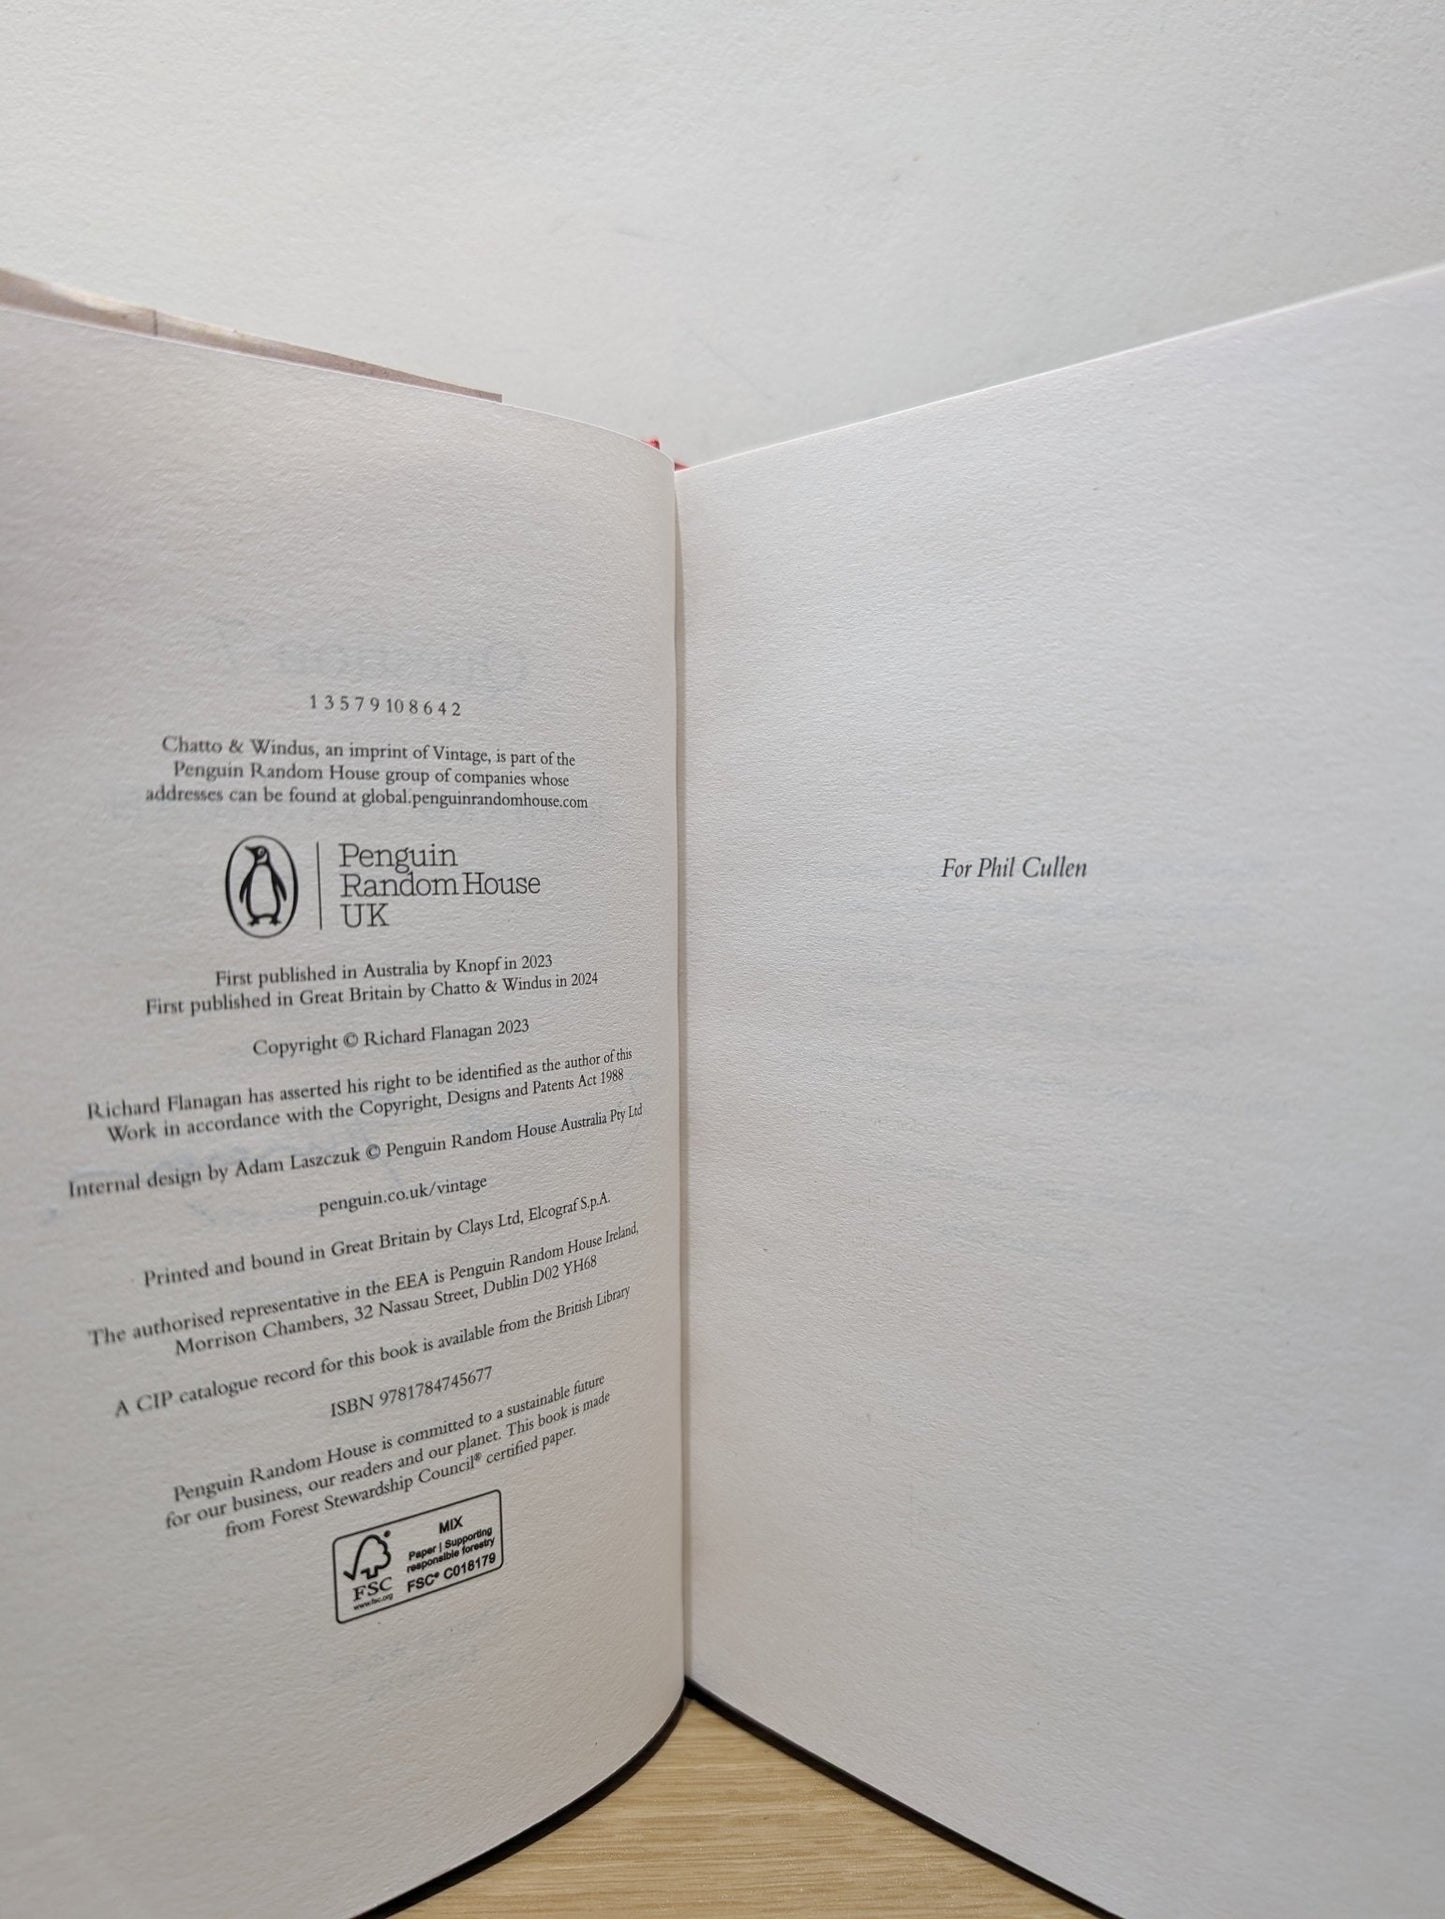 1 3 5 7 9 10 8 6 4 2
Chatto & Windus, an imprint of Vintage, is part of the
Penguin Random House group of companies whose
addresses can be found at global.penguinrandomhouse.com
Penguin
Random House
UK
First published in Australia by Knopf in 2023
First published in Great Britain by Chatto & Windus in 2024
Copyright © Richard Flanagan 2023
Richard Flanagan has asserted his right to be identified as the author of this
Work in accordance with the Copyright, Designs and Patents Act 1988
Internal design by Adam Laszczuk © Penguin Random House Australia Pty Ltd
penguin.co.uk/vintage
Printed and bound in Great Britain by Clays Ltd, Elcograf S.p.A.
The authorised representative in the EEA is Penguin Random House Ireland,
Morrison Chambers, 32 Nassau Street, Dublin D02 YH68
A CIP catalogue record for this book is available from the British Library
ISBN 9781784745677
Penguin Random House is committed to a sustainable future
for our business, our readers and our planet. This book is made
from Forest Stewardship Council® certified paper.
MIX
Paper | Supporting
responsible forestry
FSC® C018179
FSC
www.fsc.org
For Phil Cullen